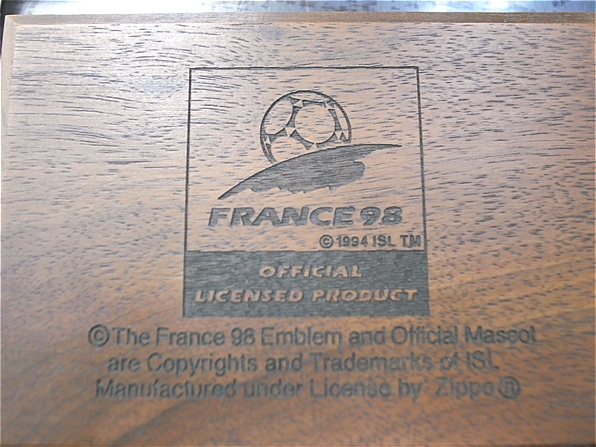 FRANCE 98
© 1994 ISL TM
OFFICIAL
LICENSED PRODUCT
© The France 98 Emblem and Official Mascot
are Copyrights and Trademarks of ISL
Manufactured under License by Zippo ®